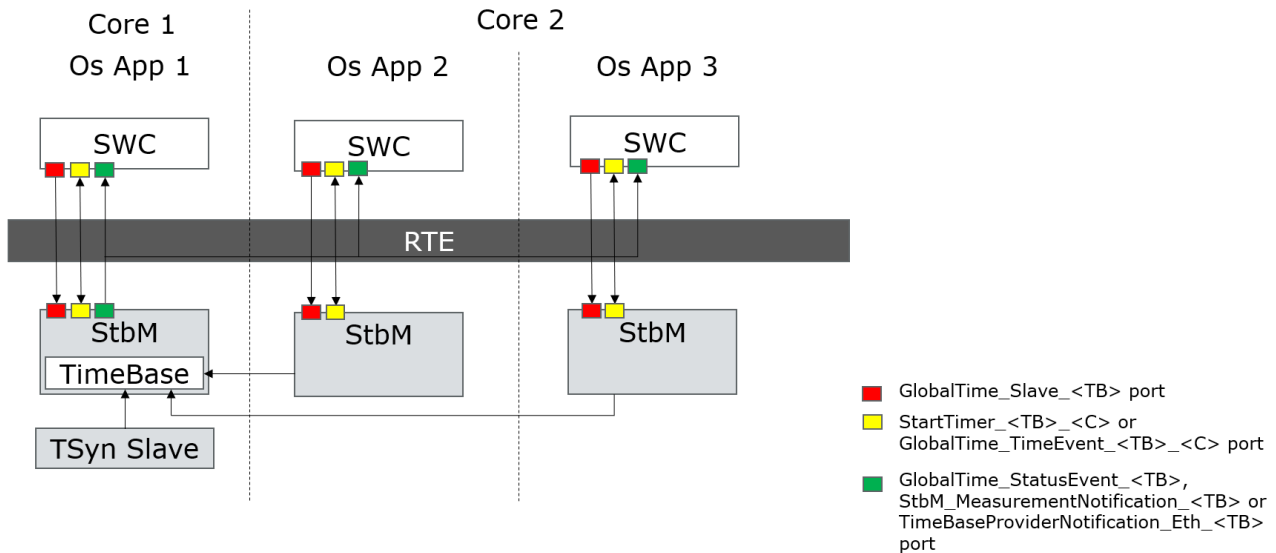 Core 1
Core 2
Os App 1
Os App 2
Os App 3
SWC
SWC
SWC
RTE
StbM
StbM
StbM
TimeBase
TSyn Slave
GlobalTime_Slave_<TB> port
StartTimer_<TB>_<C> or
GlobalTime_TimeEvent_<TB>_<C> port
GlobalTime_StatusEvent_<TB>,
StbM_MeasurementNotification_<TB> or
TimeBaseProviderNotification_Eth_<TB>
port